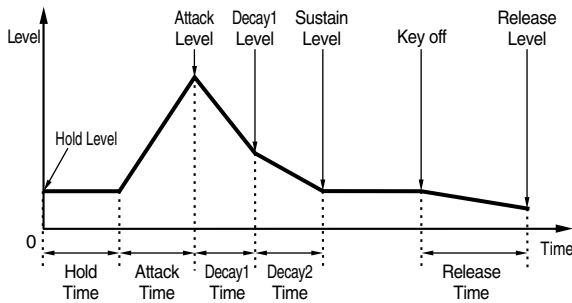 Attack
Level
Decay1
Level
Sustain
Level
Key off
Release
Level
Level
Hold Level
0
Time
Hold
Time
Attack
Time
Decay1
Time
Decay2
Time
Release
Time